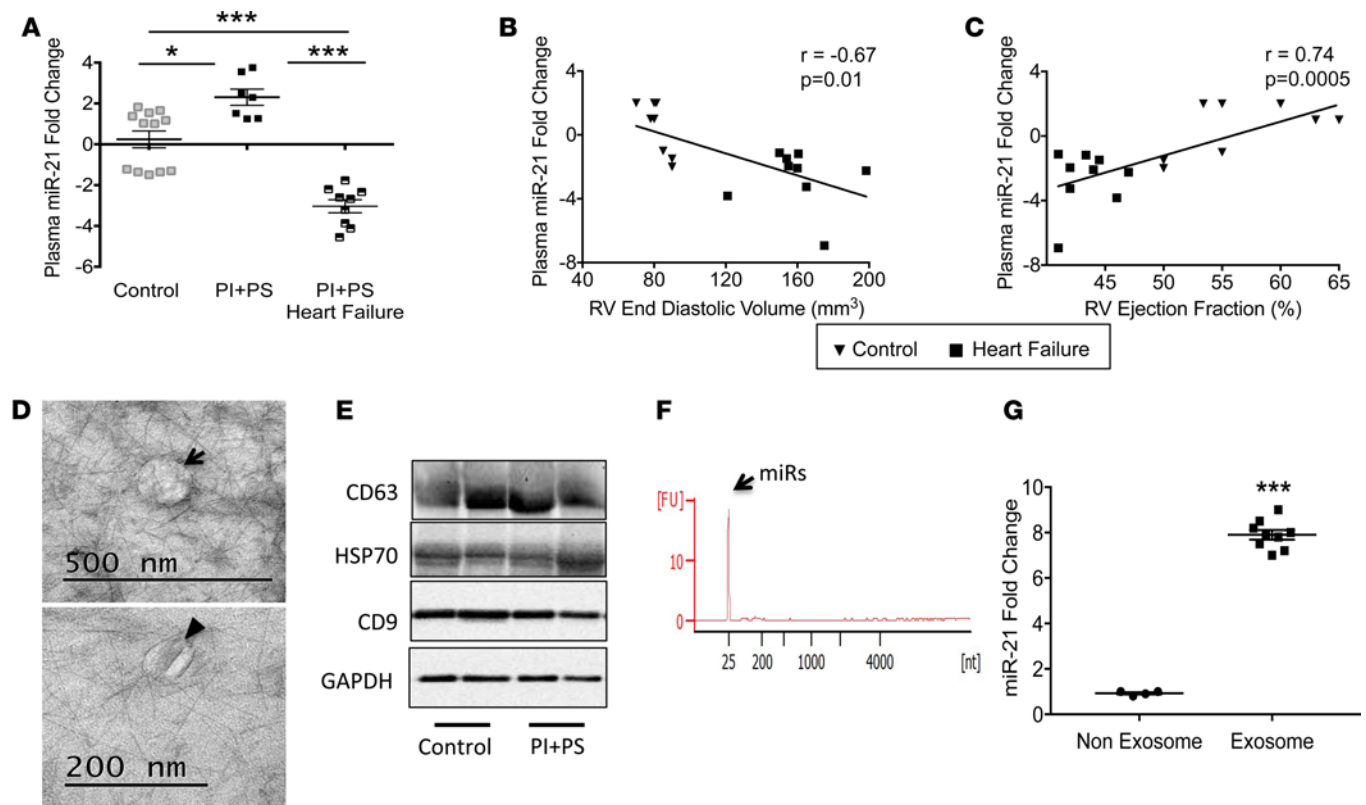 A
***
*
***
Plasma miR-21 Fold Change
4
2
0
-2
-4
-6
Control
PI+PS
PI+PS
Heart Failure
B
r = -0.67
p=0.01
Plasma miR-21 Fold Change
4
0
-4
-8
40
80
120
160
200
RV End Diastolic Volume (mm³)
C
r = 0.74
p=0.0005
Plasma miR-21 Fold Change
4
0
-4
-8
45
50
55
60
65
RV Ejection Fraction (%)
Control
Heart Failure
D
500 nm
200 nm
E
CD63
HSP70
CD9
GAPDH
Control
PI+PS
F
miRs
[FU]
10
0
25
200
1000
4000
[nt]
G
miR-21 Fold Change
10
8
6
4
2
0
***
Non Exosome
Exosome